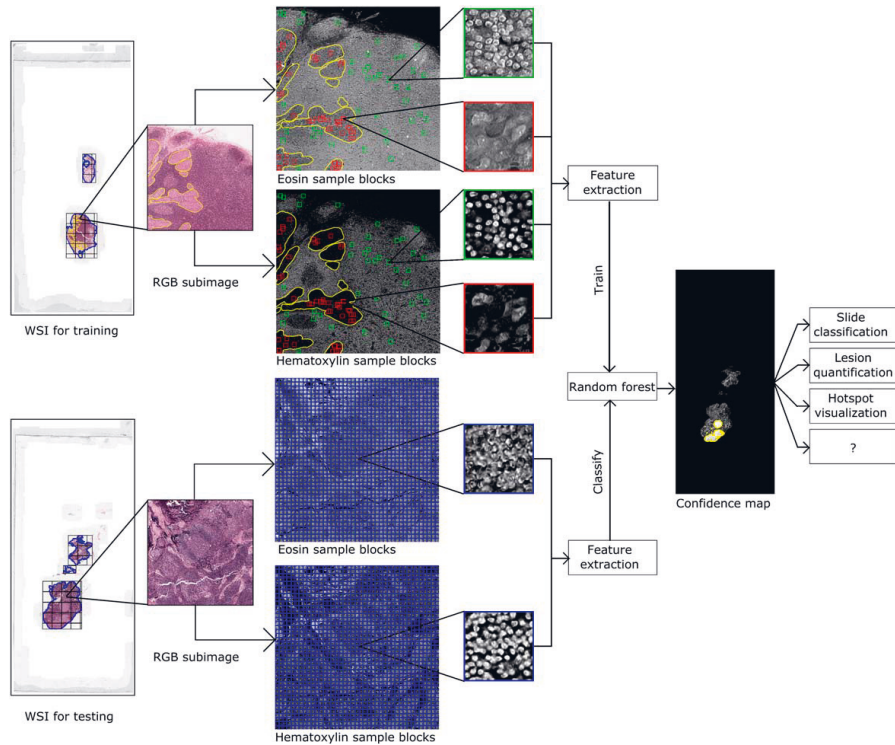 Eosin sample blocks
Feature
extraction
RGB subimage
WSI for training
Train
Hematoxylin sample blocks
Slide
classification
Lesion
quantification
Random forest
Hotspot
visualization
?
Classify
Confidence map
Eosin sample blocks
Feature
extraction
RGB subimage
WSI for testing
Hematoxylin sample blocks